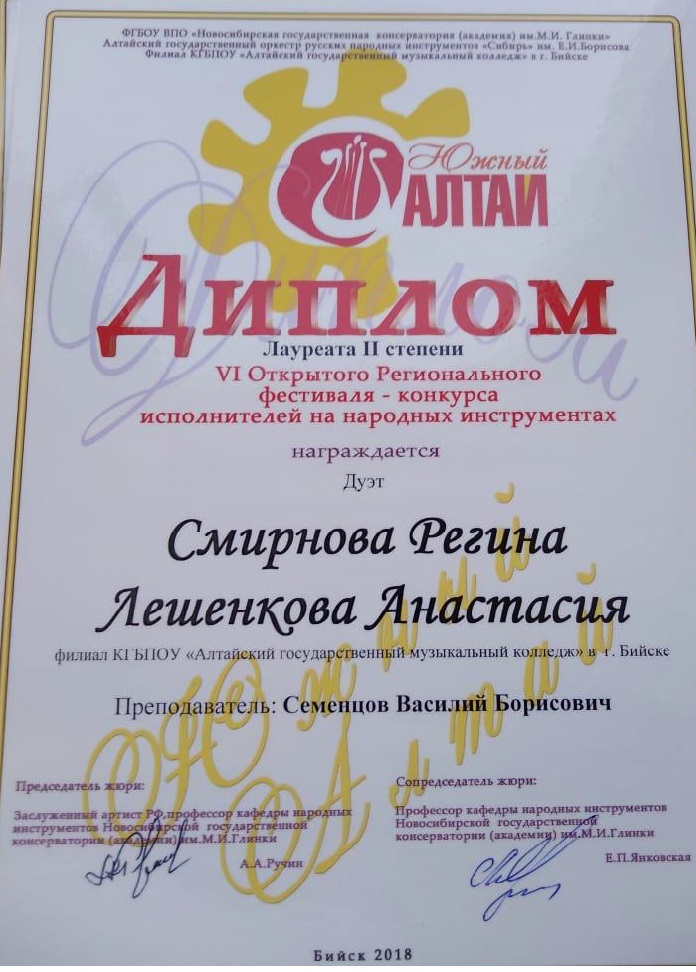 ФГБОУ ВПО «Новосибирская государственная консерватория (академия) им.М.И. Глинки»
Алтайский государственный оркестр русских народных инструментов «Сибирь» им. Е.И.Борисова
Филиал КГБПОУ «Алтайский государственный музыкальный колледж» в г. Бийске
Южный
АЛТАЙ
Диплом
Диплом
Лауреата II степени
VI Открытого Регионального
фестиваля - конкурса
исполнителей на народных инструментах
награждается
Дуэт
Смирнова Регина
Лешенкова Анастасия
филиал КГБПОУ «Алтайский государственный музыкальный колледж» в г. Бийске
Южный
Алтай
Преподаватель: Семенцов Василий Борисович
Председатель жюри:
Заслуженный артист РФ,профессор кафедры народных
инструментов Новосибирской государственной
консерватории (академии) им.М.И.Глинки
А.А.Ручин
Сопредседатель жюри:
Профессор кафедры народных инструментов
Новосибирской государственной
консерватории (академии) им.М.И.Глинки
Е.П.Янковская
Бийск 2018